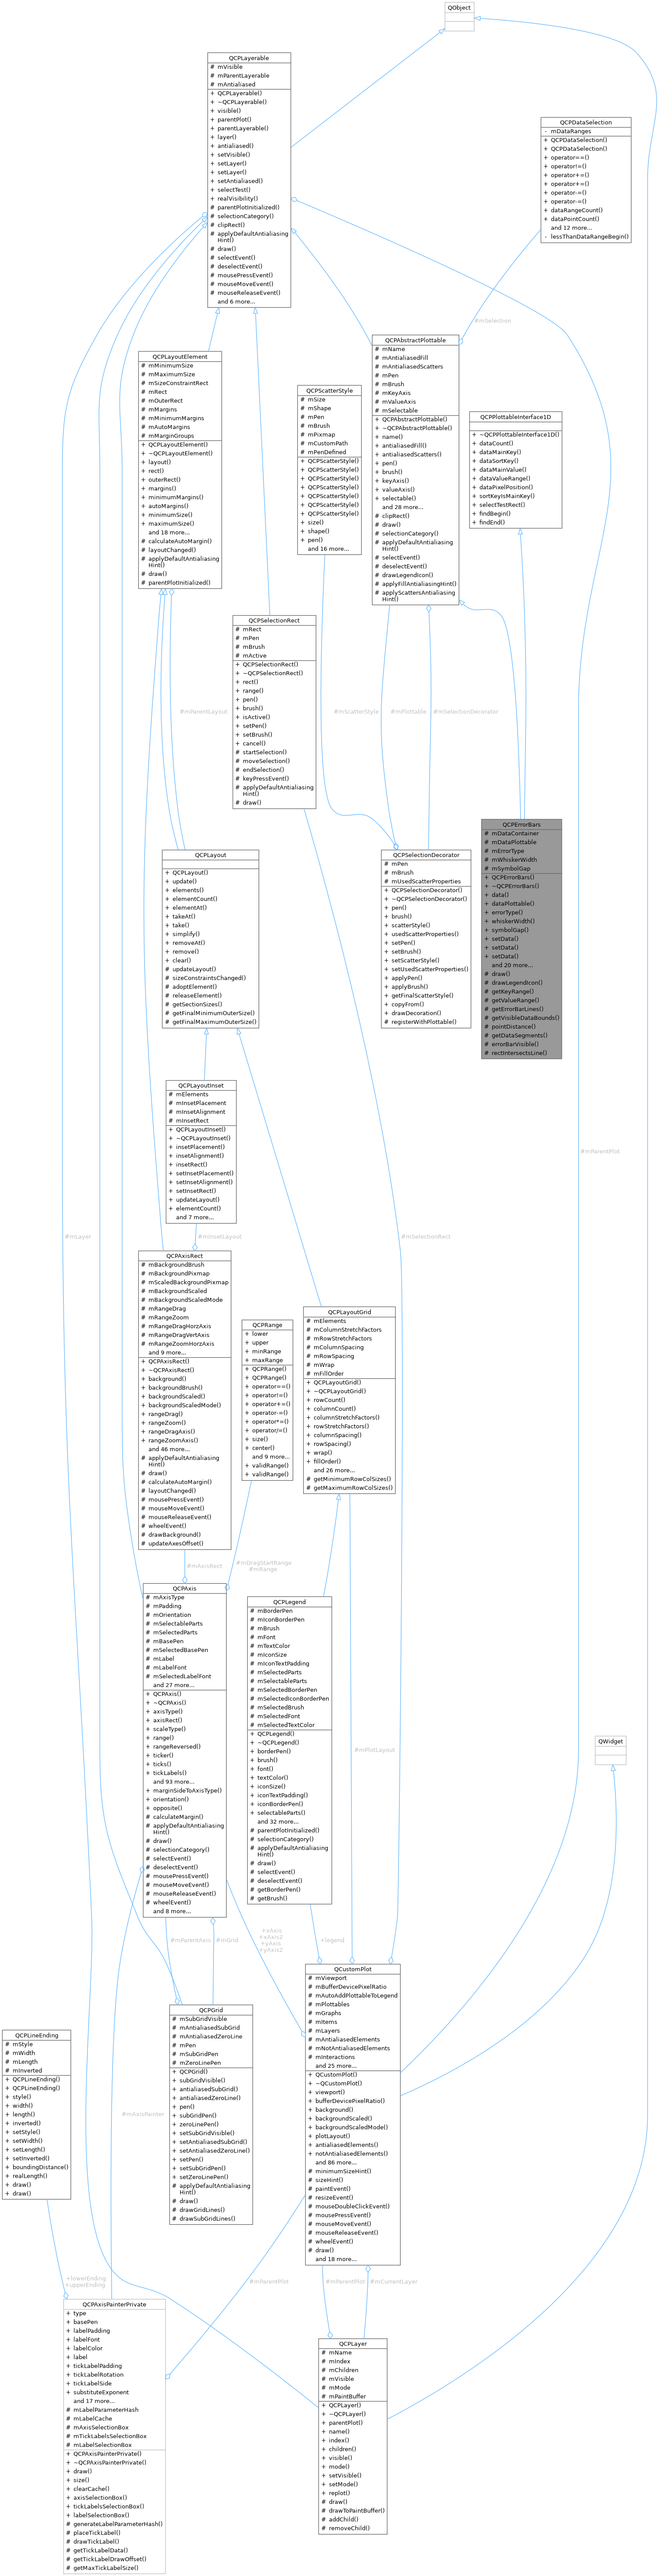 QObject
QCPLayerable
# mVisible
# mParentLayerable
# mAntialiased
+ QCPLayerable()
+ ~QCPLayerable()
+ visible()
+ parentPlot()
+ parentLayerable()
+ layer()
+ antialiased()
+ setVisible()
+ setLayer()
+ setLayer()
+ setAntialiased()
+ selectTest()
+ realVisibility()
# parentPlotInitialized()
# selectionCategory()
# clipRect()
# applyDefaultAntialiasing
Hint()
# draw()
# selectEvent()
# deselectEvent()
# mousePressEvent()
# mouseMoveEvent()
# mouseReleaseEvent()
and 6 more...
QCPDataSelection
- mDataRanges
+ QCPDataSelection()
+ QCPDataSelection()
+ operator==()
+ operator!=()
+ operator+=()
+ operator+=()
+ operator-=()
+ operator-=()
+ dataRangeCount()
+ dataPointCount()
and 12 more...
- lessThanDataRangeBegin()
#mSelection
QCPLayoutElement
# mMinimumSize
# mMaximumSize
# mSizeConstraintRect
# mRect
# mOuterRect
# mMargins
# mMinimumMargins
# mAutoMargins
# mMarginGroups
+ QCPLayoutElement()
+ ~QCPLayoutElement()
+ layout()
+ rect()
+ outerRect()
+ margins()
+ minimumMargins()
+ autoMargins()
+ minimumSize()
+ maximumSize()
and 18 more...
# calculateAutoMargin()
# layoutChanged()
# applyDefaultAntialiasing
Hint()
# draw()
# parentPlotInitialized()
QCPScatterStyle
# mSize
# mShape
# mPen
# mBrush
# mPixmap
# mCustomPath
# mPenDefined
+ QCPScatterStyle()
+ QCPScatterStyle()
+ QCPScatterStyle()
+ QCPScatterStyle()
+ QCPScatterStyle()
+ QCPScatterStyle()
+ QCPScatterStyle()
+ size()
+ shape()
+ pen()
and 16 more...
QCPAbstractPlottable
# mName
# mAntialiasedFill
# mAntialiasedScatters
# mPen
# mBrush
# mKeyAxis
# mValueAxis
# mSelectable
+ QCPAbstractPlottable()
+ ~QCPAbstractPlottable()
+ name()
+ antialiasedFill()
+ antialiasedScatters()
+ pen()
+ brush()
+ keyAxis()
+ valueAxis()
+ selectable()
and 28 more...
# clipRect()
# draw()
# selectionCategory()
# applyDefaultAntialiasing
Hint()
# selectEvent()
# deselectEvent()
# drawLegendIcon()
# applyFillAntialiasingHint()
# applyScattersAntialiasing
Hint()
QCPPlottableInterface1D
+ ~QCPPlottableInterface1D()
+ dataCount()
+ dataMainKey()
+ dataSortKey()
+ dataMainValue()
+ dataValueRange()
+ dataPixelPosition()
+ sortKeyIsMainKey()
+ selectTestRect()
+ findBegin()
+ findEnd()
QCPSelectionRect
# mRect
# mPen
# mBrush
# mActive
+ QCPSelectionRect()
+ ~QCPSelectionRect()
+ rect()
+ range()
+ pen()
+ brush()
+ isActive()
+ setPen()
+ setBrush()
+ cancel()
# startSelection()
# moveSelection()
# endSelection()
# keyPressEvent()
# applyDefaultAntialiasing
Hint()
# draw()
#mParentLayout
#mScatterStyle
#mPlottable
#mSelectionDecorator
QCPErrorBars
# mDataContainer
# mDataPlottable
# mErrorType
# mWhiskerWidth
# mSymbolGap
+ QCPErrorBars()
+ ~QCPErrorBars()
+ data()
+ dataPlottable()
+ errorType()
+ whiskerWidth()
+ symbolGap()
+ setData()
+ setData()
+ setData()
and 20 more...
# draw()
# drawLegendIcon()
# getKeyRange()
# getValueRange()
# getErrorBarLines()
# getVisibleDataBounds()
# pointDistance()
# getDataSegments()
# errorBarVisible()
# rectIntersectsLine()
QCPLayout
+ QCPLayout()
+ update()
+ elements()
+ elementCount()
+ elementAt()
+ takeAt()
+ take()
+ simplify()
+ removeAt()
+ remove()
+ clear()
# updateLayout()
# sizeConstraintsChanged()
# adoptElement()
# releaseElement()
# getSectionSizes()
# getFinalMinimumOuterSize()
# getFinalMaximumOuterSize()
QCPSelectionDecorator
# mPen
# mBrush
# mUsedScatterProperties
+ QCPSelectionDecorator()
+ ~QCPSelectionDecorator()
+ pen()
+ brush()
+ scatterStyle()
+ usedScatterProperties()
+ setPen()
+ setBrush()
+ setScatterStyle()
+ setUsedScatterProperties()
+ applyPen()
+ applyBrush()
+ getFinalScatterStyle()
+ copyFrom()
+ drawDecoration()
# registerWithPlottable()
QCPLayoutInset
# mElements
# mInsetPlacement
# mInsetAlignment
# mInsetRect
+ QCPLayoutInset()
+ ~QCPLayoutInset()
+ insetPlacement()
+ insetAlignment()
+ insetRect()
+ setInsetPlacement()
+ setInsetAlignment()
+ setInsetRect()
+ updateLayout()
+ elementCount()
and 7 more...
#mParentPlot
#mLayer
#mInsetLayout
#mSelectionRect
QCPAxisRect
# mBackgroundBrush
# mBackgroundPixmap
# mScaledBackgroundPixmap
# mBackgroundScaled
# mBackgroundScaledMode
# mRangeDrag
# mRangeZoom
# mRangeDragHorzAxis
# mRangeDragVertAxis
# mRangeZoomHorzAxis
and 9 more...
+ QCPAxisRect()
+ ~QCPAxisRect()
+ background()
+ backgroundBrush()
+ backgroundScaled()
+ backgroundScaledMode()
+ rangeDrag()
+ rangeZoom()
+ rangeDragAxis()
+ rangeZoomAxis()
and 46 more...
# applyDefaultAntialiasing
Hint()
# draw()
# calculateAutoMargin()
# layoutChanged()
# mousePressEvent()
# mouseMoveEvent()
# mouseReleaseEvent()
# wheelEvent()
# drawBackground()
# updateAxesOffset()
QCPRange
+ lower
+ upper
+ minRange
+ maxRange
+ QCPRange()
+ QCPRange()
+ operator==()
+ operator!=()
+ operator+=()
+ operator-=()
+ operator*=()
+ operator/=()
+ size()
+ center()
and 9 more...
+ validRange()
+ validRange()
QCPLayoutGrid
# mElements
# mColumnStretchFactors
# mRowStretchFactors
# mColumnSpacing
# mRowSpacing
# mWrap
# mFillOrder
+ QCPLayoutGrid()
+ ~QCPLayoutGrid()
+ rowCount()
+ columnCount()
+ columnStretchFactors()
+ rowStretchFactors()
+ columnSpacing()
+ rowSpacing()
+ wrap()
+ fillOrder()
and 26 more...
# getMinimumRowColSizes()
# getMaximumRowColSizes()
#mAxisRect
#mDragStartRange
#mRange
QCPAxis
# mAxisType
# mPadding
# mOrientation
# mSelectableParts
# mSelectedParts
# mBasePen
# mSelectedBasePen
# mLabel
# mLabelFont
# mSelectedLabelFont
and 27 more...
+ QCPAxis()
+ ~QCPAxis()
+ axisType()
+ axisRect()
+ scaleType()
+ range()
+ rangeReversed()
+ ticker()
+ ticks()
+ tickLabels()
and 93 more...
+ marginSideToAxisType()
+ orientation()
+ opposite()
# calculateMargin()
# applyDefaultAntialiasing
Hint()
# draw()
# selectionCategory()
# selectEvent()
# deselectEvent()
# mousePressEvent()
# mouseMoveEvent()
# mouseReleaseEvent()
# wheelEvent()
and 8 more...
QCPLegend
# mBorderPen
# mIconBorderPen
# mBrush
# mFont
# mTextColor
# mIconSize
# mIconTextPadding
# mSelectedParts
# mSelectableParts
# mSelectedBorderPen
# mSelectedIconBorderPen
# mSelectedBrush
# mSelectedFont
# mSelectedTextColor
+ QCPLegend()
+ ~QCPLegend()
+ borderPen()
+ brush()
+ font()
+ textColor()
+ iconSize()
+ iconTextPadding()
+ iconBorderPen()
+ selectableParts()
and 32 more...
# parentPlotInitialized()
# selectionCategory()
# applyDefaultAntialiasing
Hint()
# draw()
# selectEvent()
# deselectEvent()
# getBorderPen()
# getBrush()
#mPlotLayout
QWidget
#mParentAxis
#mGrid
+xAxis
+xAxis2
+yAxis
+yAxis2
+legend
QCustomPlot
# mViewport
# mBufferDevicePixelRatio
# mAutoAddPlottableToLegend
# mPlottables
# mGraphs
# mItems
# mLayers
# mAntialiasedElements
# mNotAntialiasedElements
# mInteractions
and 25 more...
+ QCustomPlot()
+ ~QCustomPlot()
+ viewport()
+ bufferDevicePixelRatio()
+ background()
+ backgroundScaled()
+ backgroundScaledMode()
+ plotLayout()
+ antialiasedElements()
+ notAntialiasedElements()
and 86 more...
# minimumSizeHint()
# sizeHint()
# paintEvent()
# resizeEvent()
# mouseDoubleClickEvent()
# mousePressEvent()
# mouseMoveEvent()
# mouseReleaseEvent()
# wheelEvent()
# draw()
and 18 more...
QCPGrid
# mSubGridVisible
# mAntialiasedSubGrid
# mAntialiasedZeroLine
# mPen
# mSubGridPen
# mZeroLinePen
+ QCPGrid()
+ subGridVisible()
+ antialiasedSubGrid()
+ antialiasedZeroLine()
+ pen()
+ subGridPen()
+ zeroLinePen()
+ setSubGridVisible()
+ setAntialiasedSubGrid()
+ setAntialiasedZeroLine()
+ setPen()
+ setSubGridPen()
+ setZeroLinePen()
# applyDefaultAntialiasing
Hint()
# draw()
# drawGridLines()
# drawSubGridLines()
QCPLineEnding
# mStyle
# mWidth
# mLength
# mInverted
+ QCPLineEnding()
+ QCPLineEnding()
+ style()
+ width()
+ length()
+ inverted()
+ setStyle()
+ setWidth()
+ setLength()
+ setInverted()
+ boundingDistance()
+ realLength()
+ draw()
+ draw()
#mAxisPainter
+lowerEnding
+upperEnding
#mParentPlot
#mParentPlot
#mCurrentLayer
QCPAxisPainterPrivate
+ type
+ basePen
+ labelPadding
+ labelFont
+ labelColor
+ label
+ tickLabelPadding
+ tickLabelRotation
+ tickLabelSide
+ substituteExponent
and 17 more...
# mLabelParameterHash
# mLabelCache
# mAxisSelectionBox
# mTickLabelsSelectionBox
# mLabelSelectionBox
+ QCPAxisPainterPrivate()
+ ~QCPAxisPainterPrivate()
+ draw()
+ size()
+ clearCache()
+ axisSelectionBox()
+ tickLabelsSelectionBox()
+ labelSelectionBox()
# generateLabelParameterHash()
# placeTickLabel()
# drawTickLabel()
# getTickLabelData()
# getTickLabelDrawOffset()
# getMaxTickLabelSize()
QCPLayer
# mName
# mIndex
# mChildren
# mVisible
# mMode
# mPaintBuffer
+ QCPLayer()
+ ~QCPLayer()
+ parentPlot()
+ name()
+ index()
+ children()
+ visible()
+ mode()
+ setVisible()
+ setMode()
+ replot()
# draw()
# drawToPaintBuffer()
# addChild()
# removeChild()